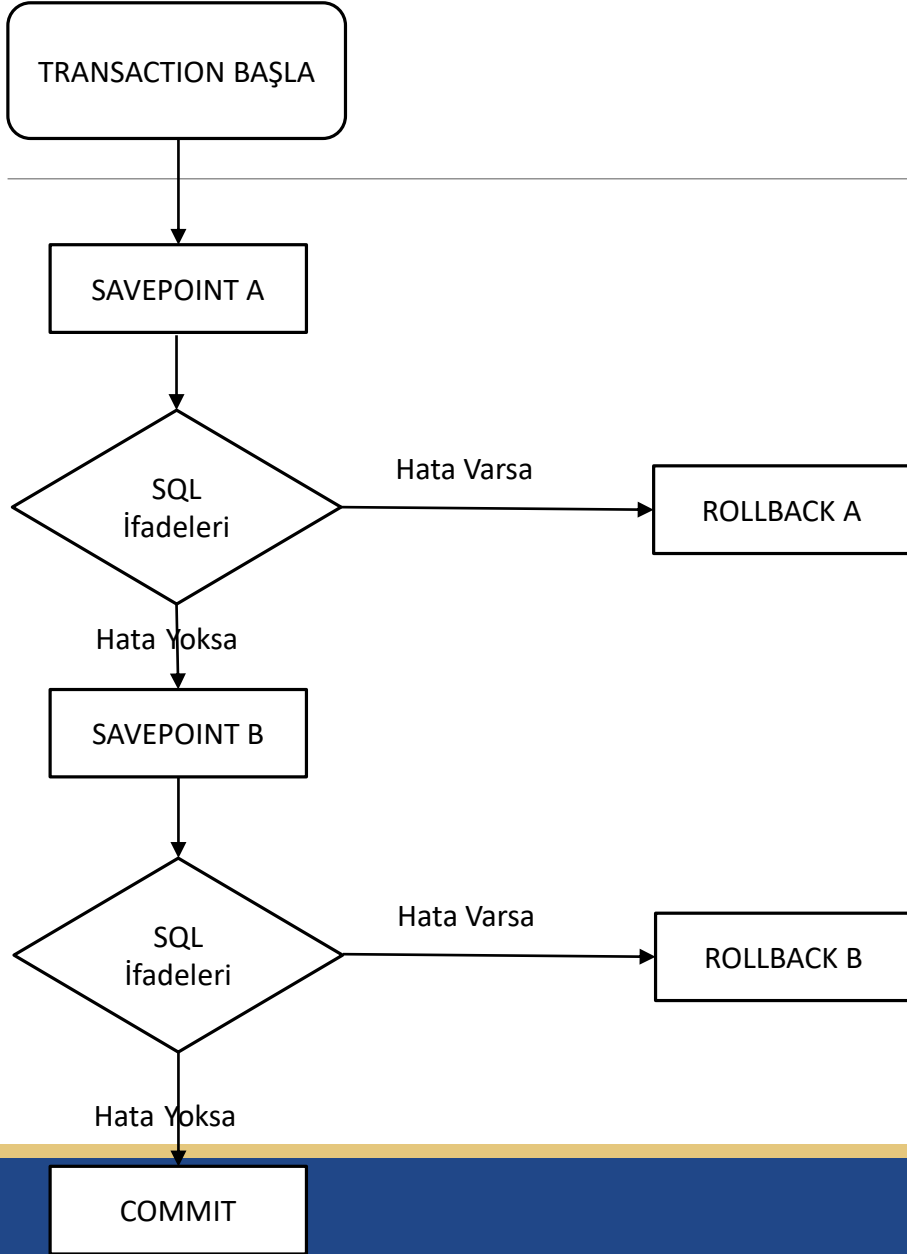 TRANSACTION BAŞLA
SAVEPOINT A
SQL
İfadeleri
Hata Varsa
ROLLBACK A
Hata Yoksa
SAVEPOINT B
SQL
İfadeleri
Hata Varsa
ROLLBACK B
Hata Yoksa
COMMIT